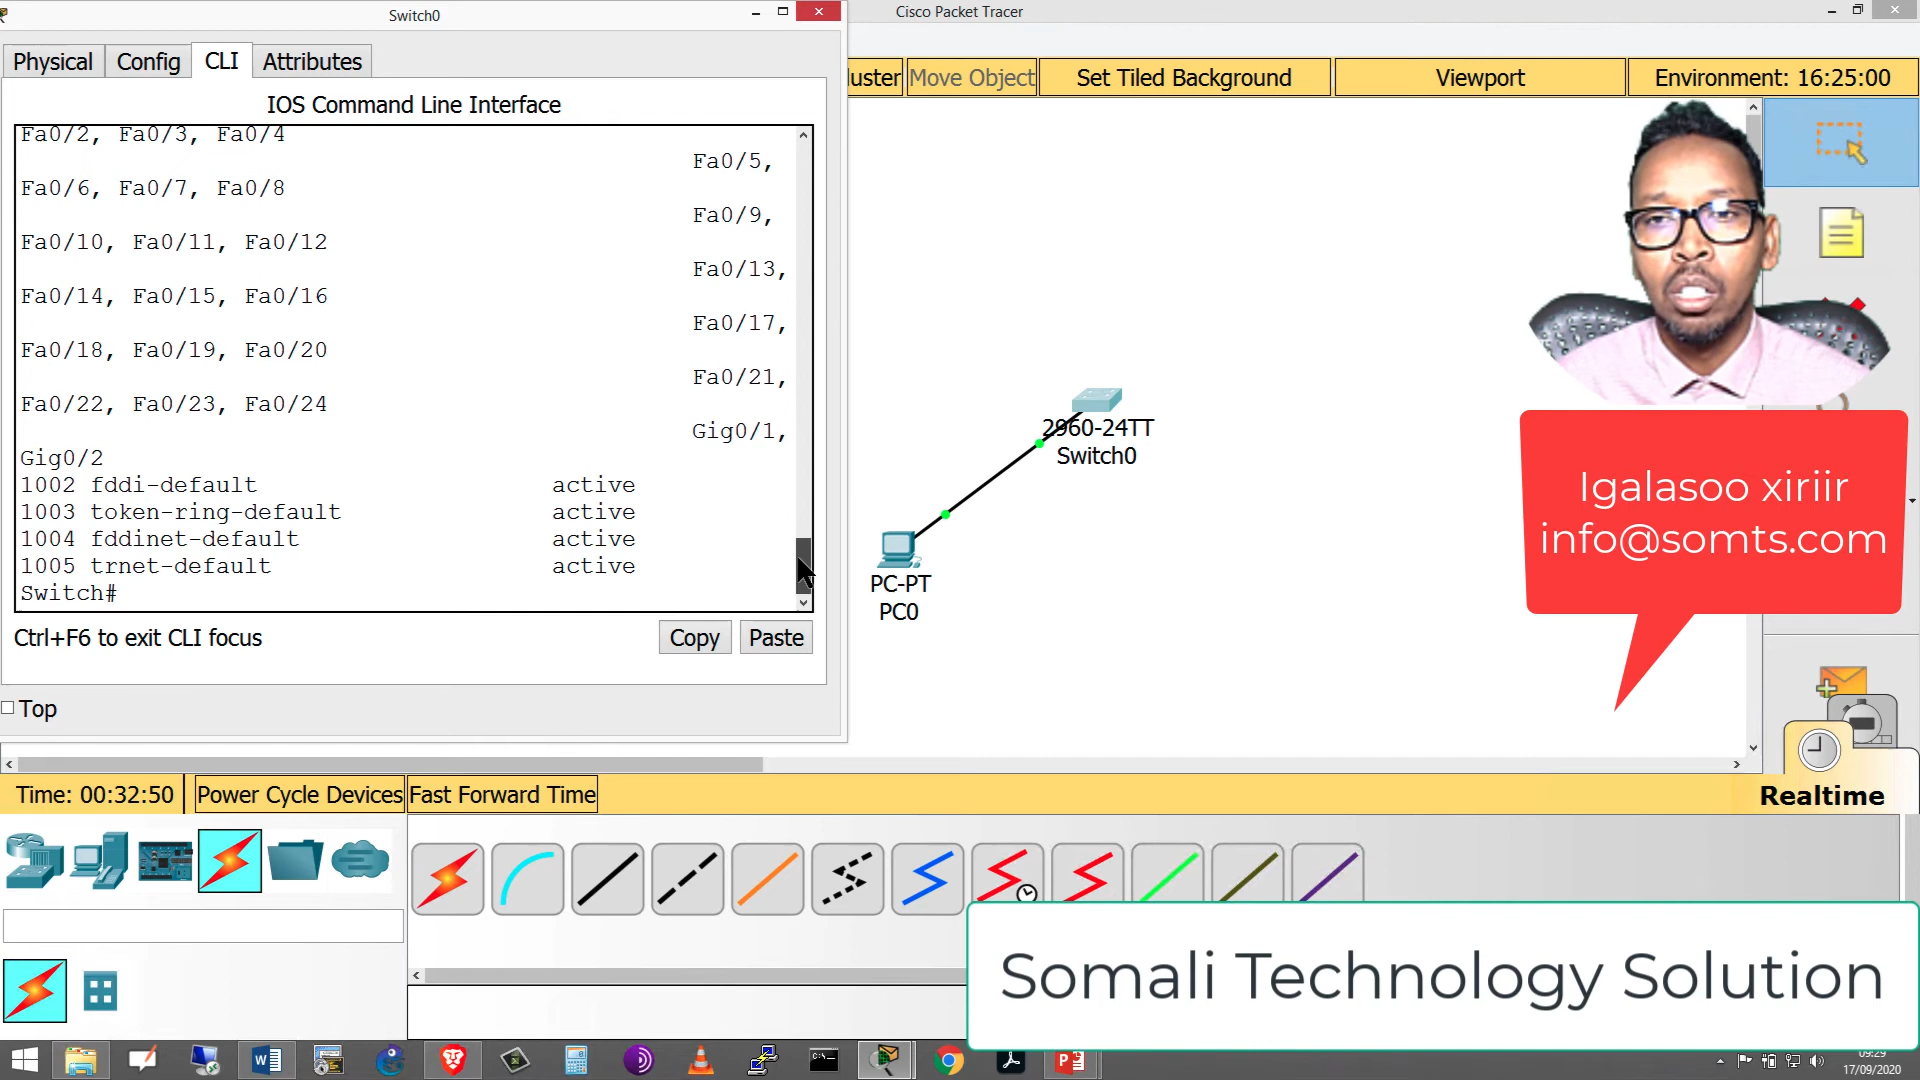 Switch0
Cisco Packet Tracer
Physical
Config
CLI
Attributes
luster
Move Object
Set Tiled Background
Viewport
Environment: 16:25:00
IOS Command Line Interface
Fa0/2, Fa0/3, Fa0/4
Fa0/5,
Fa0/6, Fa0/7, Fa0/8
Fa0/9,
Fa0/10, Fa0/11, Fa0/12
Fa0/13,
Fa0/14, Fa0/15, Fa0/16
Fa0/17,
Fa0/18, Fa0/19, Fa0/20
Fa0/21,
Fa0/22, Fa0/23, Fa0/24
Gig0/1,
Gig0/2
1002 fddi-default active
1003 token-ring-default active
1004 fddinet-default active
1005 trnet-default active
Switch#
Ctrl+F6 to exit CLI focus
Copy
Paste
Top
2960-24TT
Switch0
PC-PT
PC0
Igalasoo xiriir
info@somts.com
Time: 00:32:50
Power Cycle Devices
Fast Forward Time
Realtime
Somali Technology Solution
09:29
17/09/2020